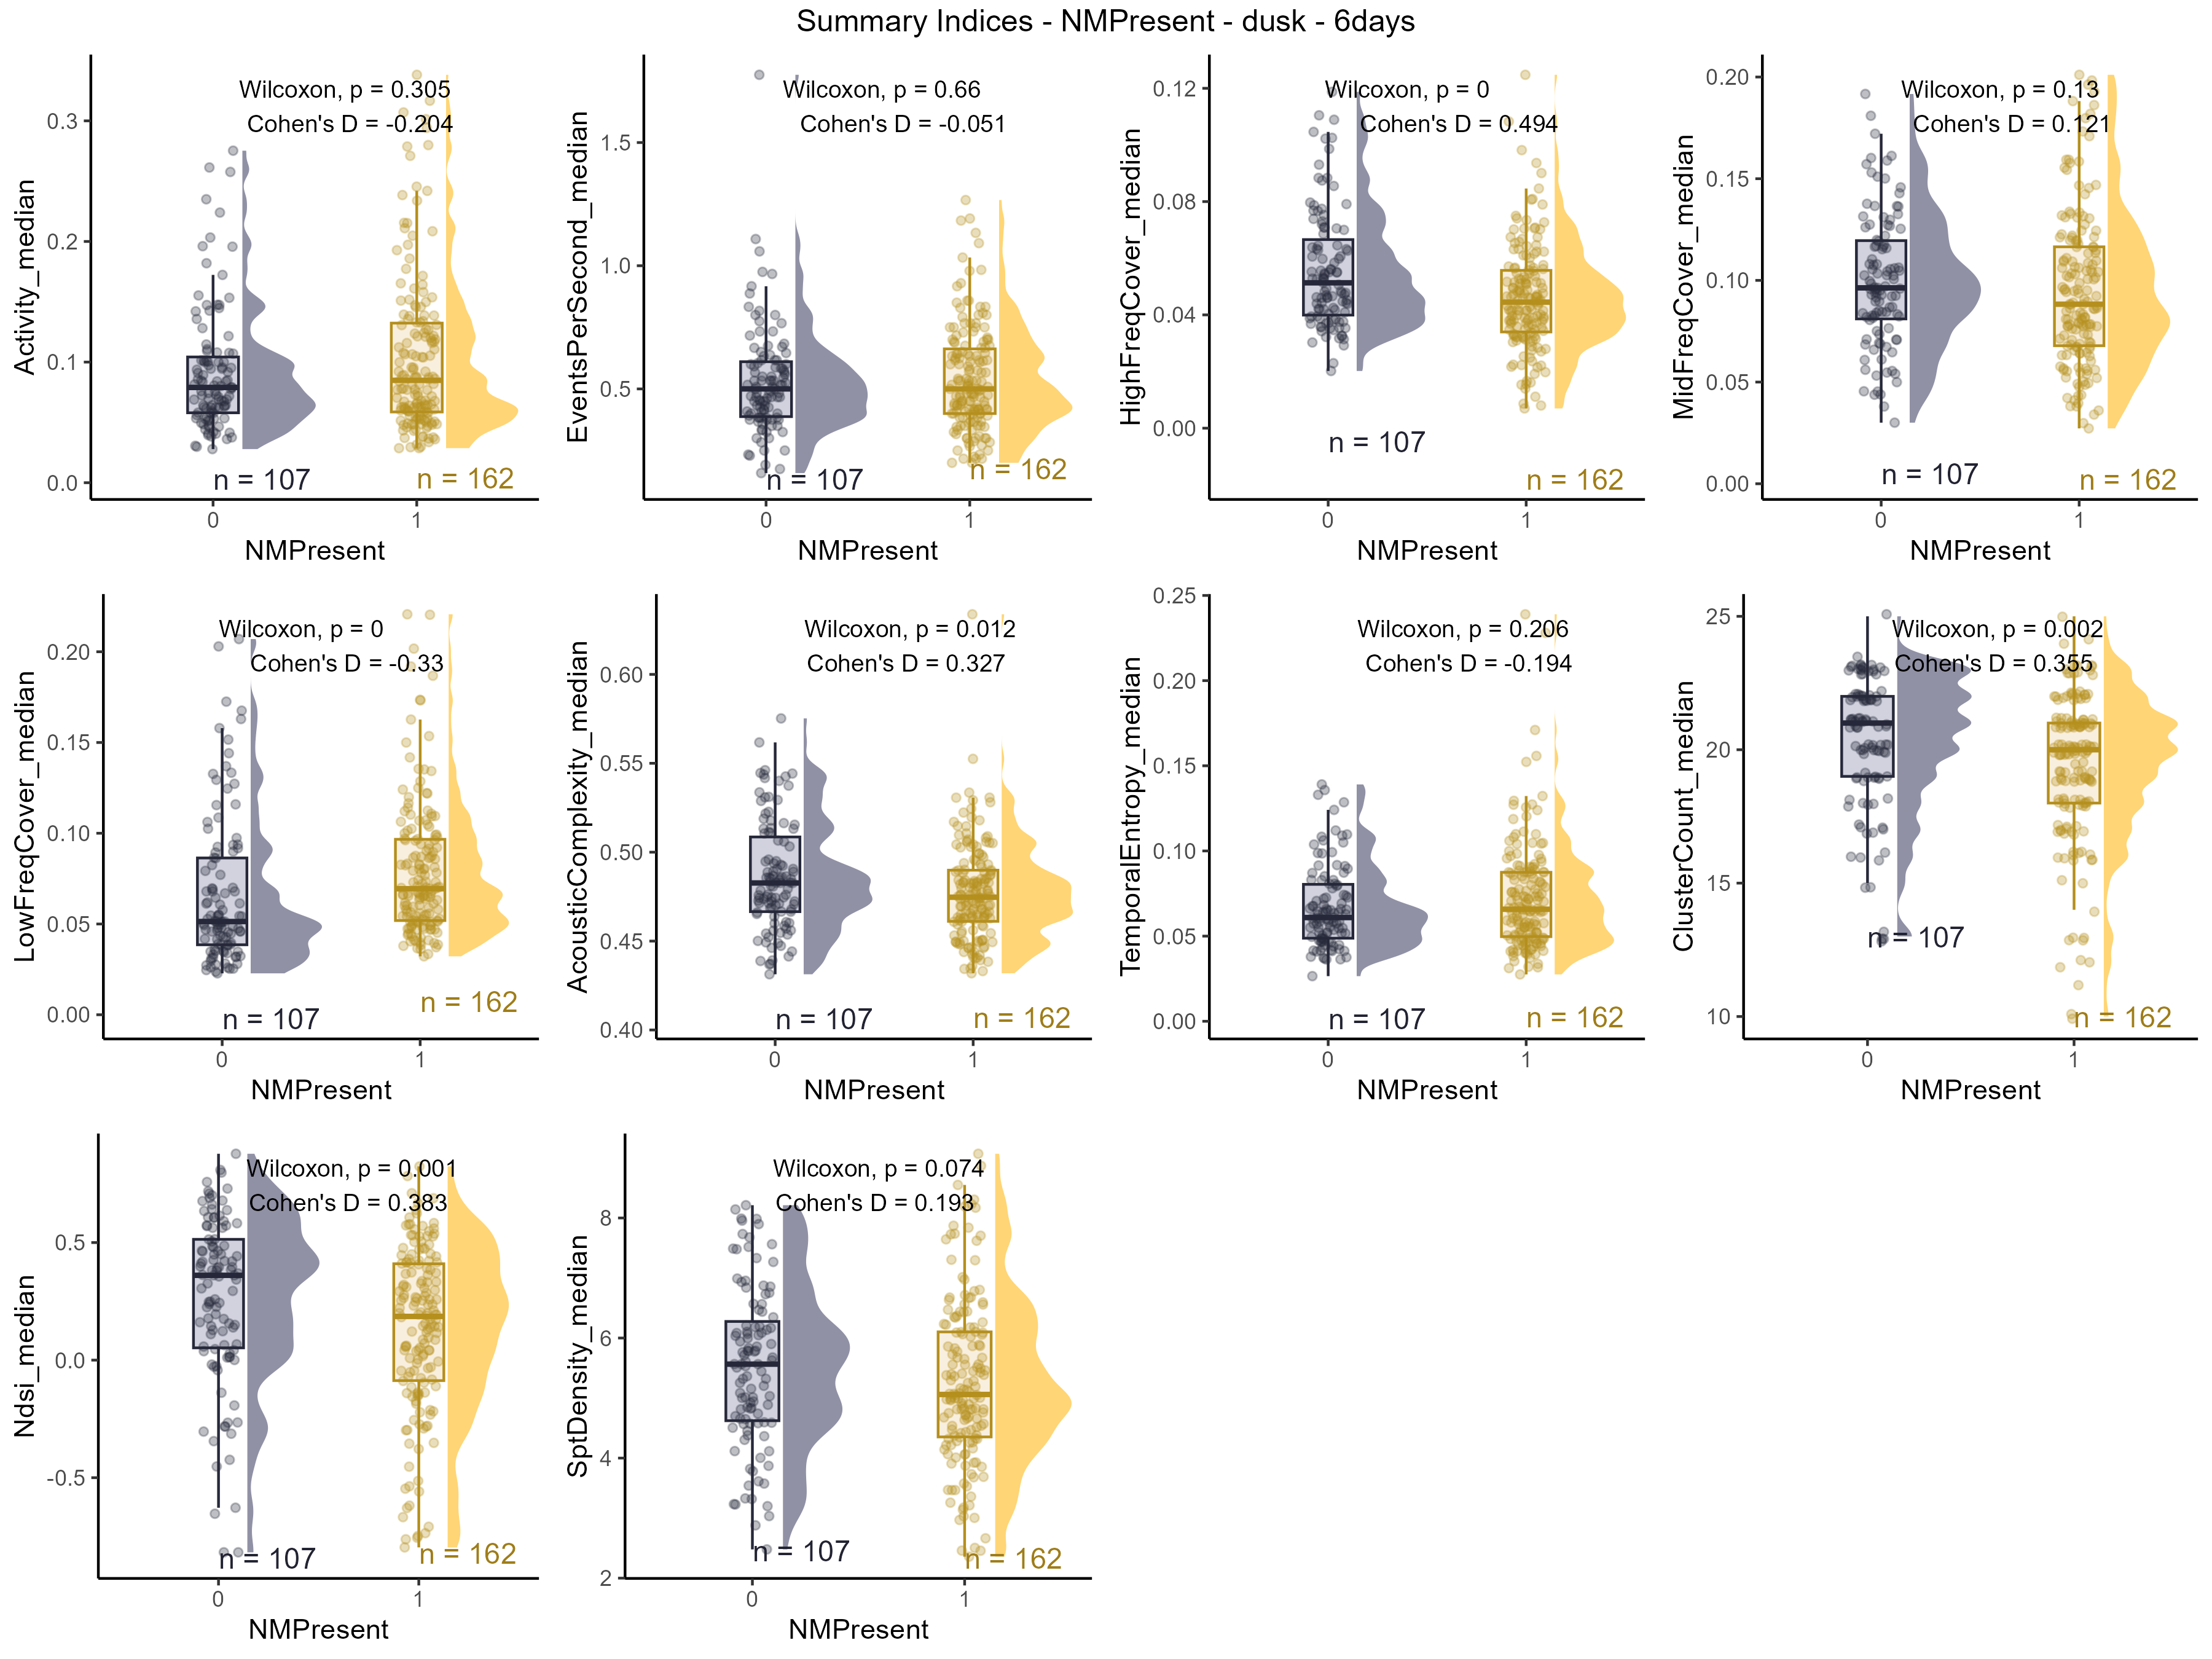 Summary Indices - NMPresent - dusk - 6days
Activity_median
Wilcoxon, p = 0.305
Cohen's D = -0.204
0.3
0.2
0.1
0.0
n = 107
n = 162
0
1
NMPresent
EventsPerSecond_median
Wilcoxon, p = 0.66
Cohen's D = -0.051
1.5
1.0
0.5
n = 107
n = 162
0
1
NMPresent
HighFreqCover_median
Wilcoxon, p = 0
Cohen's D = 0.494
0.12
0.08
0.04
0.00
n = 107
n = 162
0
1
NMPresent
MidFreqCover_median
Wilcoxon, p = 0.13
Cohen's D = 0.121
0.20
0.15
0.10
0.05
0.00
n = 107
n = 162
0
1
NMPresent
LowFreqCover_median
Wilcoxon, p = 0
Cohen's D = -0.33
0.20
0.15
0.10
0.05
0.00
n = 107
n = 162
0
1
NMPresent
AcousticComplexity_median
Wilcoxon, p = 0.012
Cohen's D = 0.327
0.60
0.55
0.50
0.45
0.40
n = 107
n = 162
0
1
NMPresent
TemporalEntropy_median
Wilcoxon, p = 0.206
Cohen's D = -0.194
0.25
0.20
0.15
0.10
0.05
0.00
n = 107
n = 162
0
1
NMPresent
ClusterCount_median
Wilcoxon, p = 0.002
Cohen's D = 0.355
25
20
15
10
n = 107
n = 162
0
1
NMPresent
Ndsi_median
Wilcoxon, p = 0.001
Cohen's D = 0.383
0.5
0.0
-0.5
n = 107
n = 162
0
1
NMPresent
SptDensity_median
Wilcoxon, p = 0.074
Cohen's D = 0.193
8
6
4
2
n = 107
n = 162
0
1
NMPresent